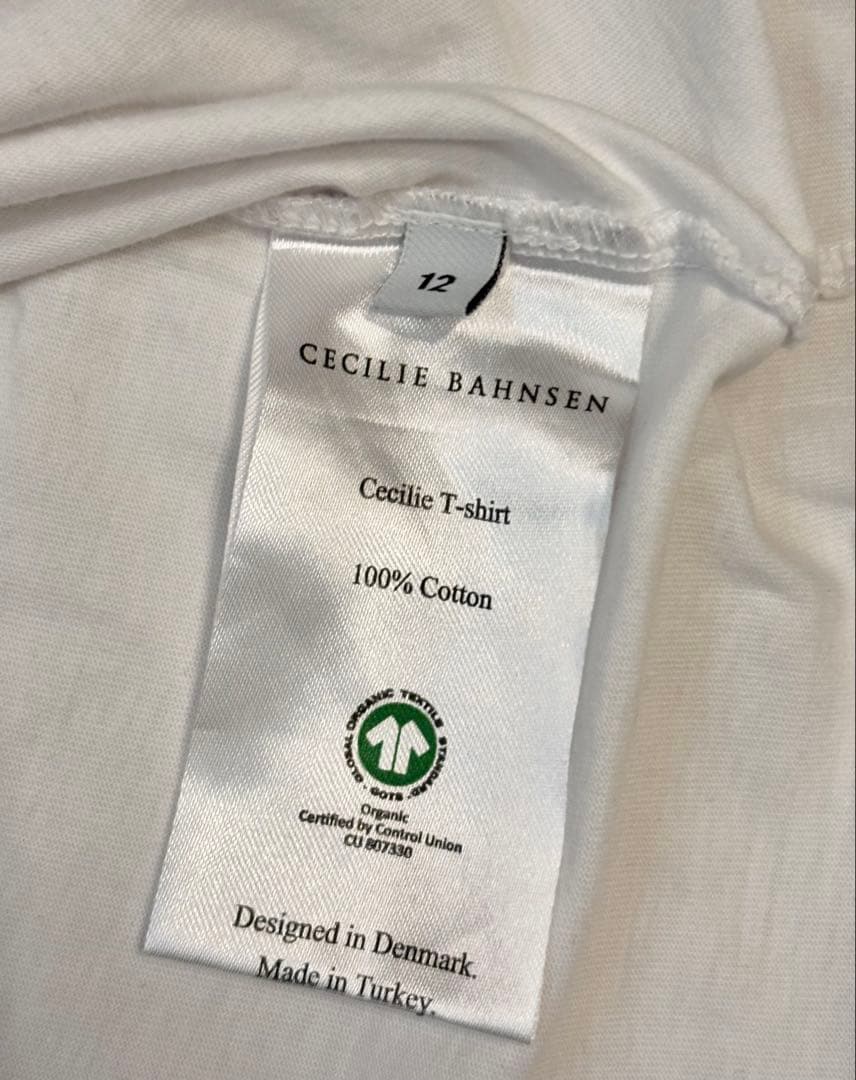 12
CECILIE BAHNSEN
Cecilie T-shirt
100% Cotton
GLOBAL ORGANIC TEXTILE STANDARD · GOTS ·
Organic
Certified by Control Union
CU 807330
Designed in Denmark.
Made in Turkey.